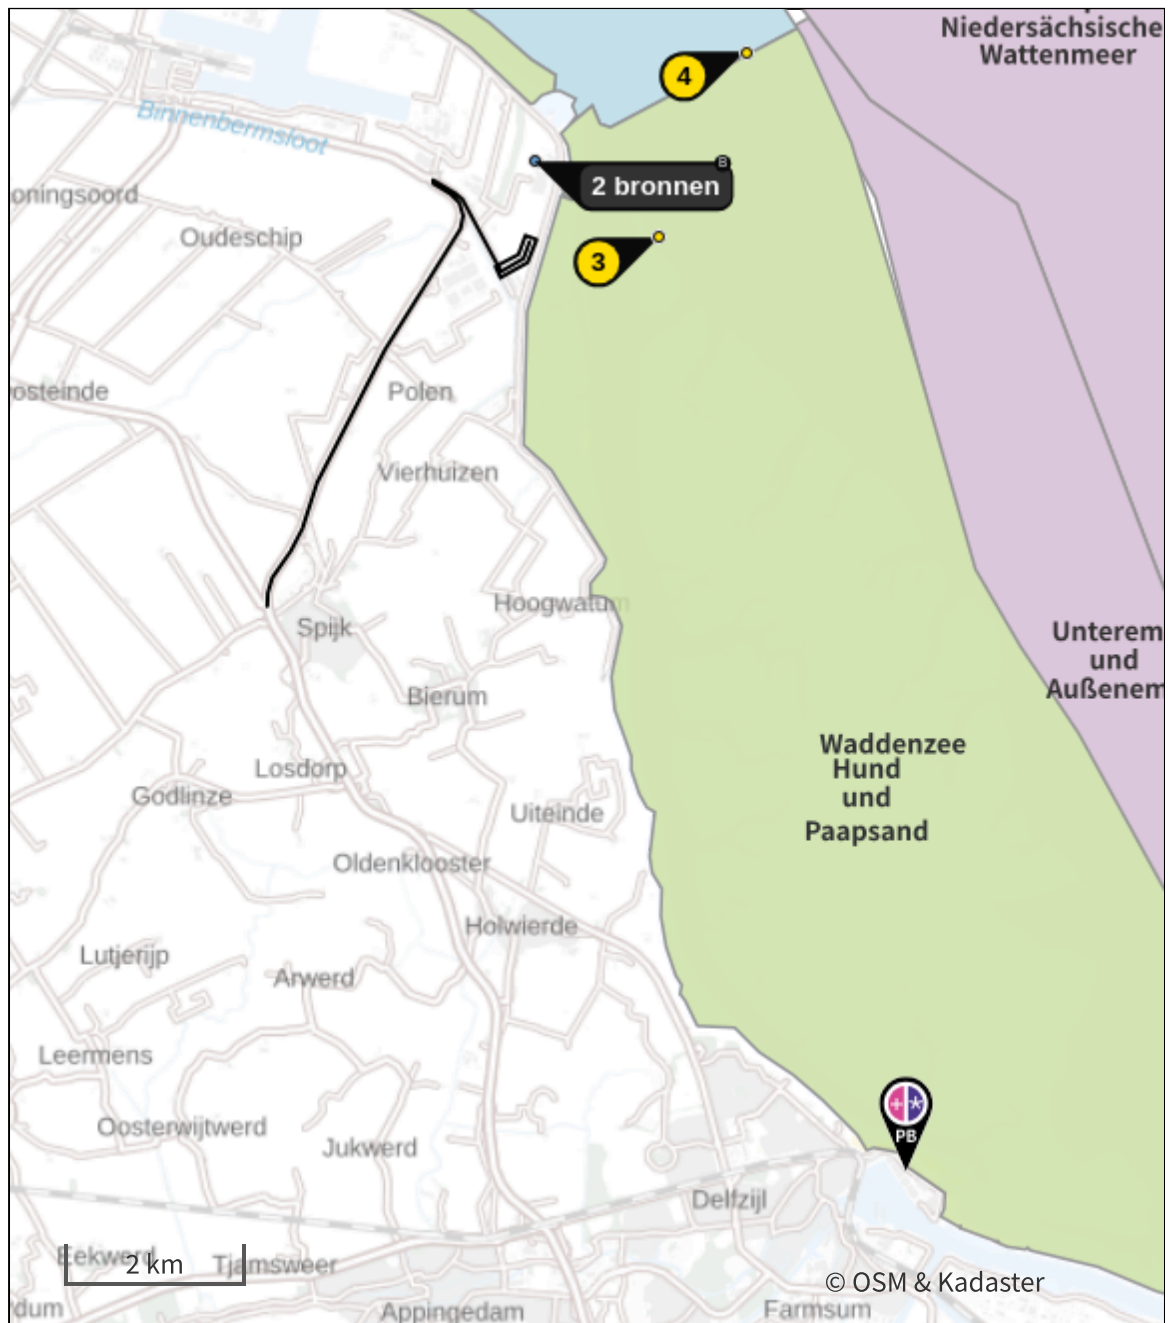 Niedersächsische
Wattenmeer
4
Binnenbermsloot
B
2 bronnen
oningsoord
Oudeschip
3
osteinde
Polen
Vierhuizen
Hoogwatum
Spijk
Unterem
und
Außenem
Bierum
Waddenzee
Hund
und
Paapsand
Losdorp
Godlinze
Uiteinde
Oldenklooster
Holwierde
Lutjerijp
Arwerd
Leermens
Oosterwijtwerd
Jukwerd
PB
Delfzijl
Eekwerd
2 km
Tjamsweer
© OSM & Kadaster
dum
Appingedam
Farmsum